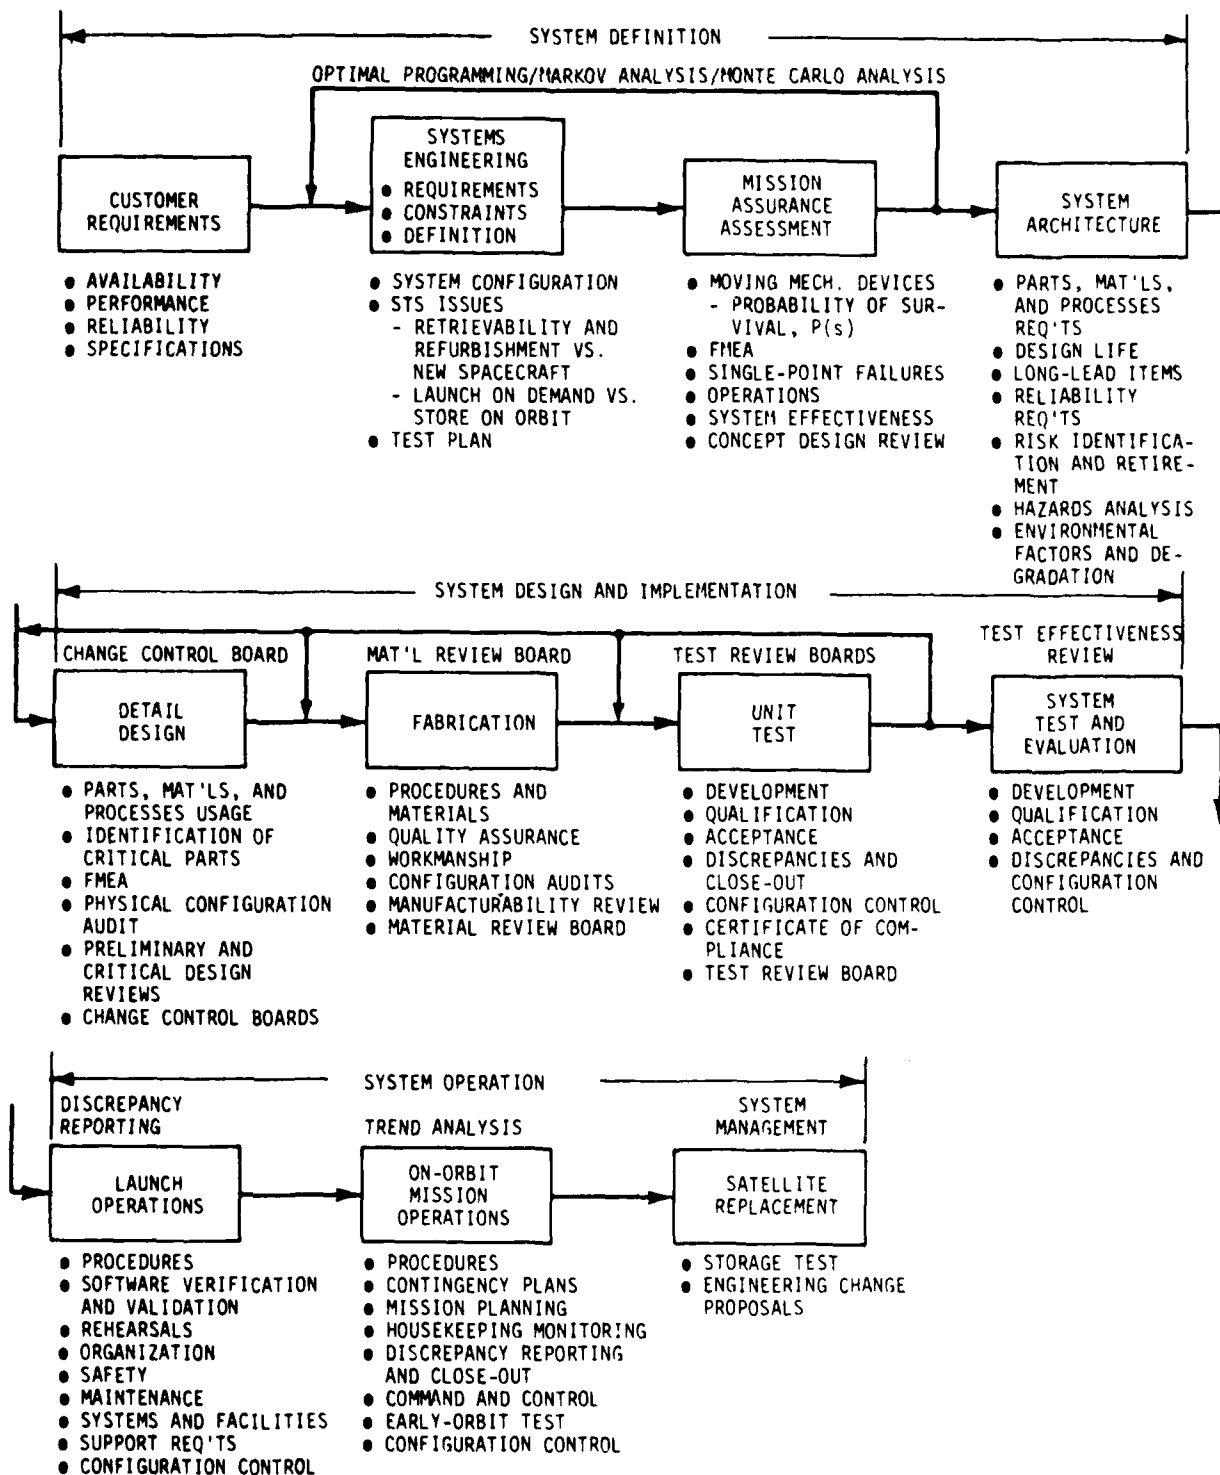 SYSTEM DEFINITION
OPTIMAL PROGRAMMING/MARKOV ANALYSIS/MONTE CARLO ANALYSIS
CUSTOMER
REQUIREMENTS
● AVAILABILITY
● PERFORMANCE
● RELIABILITY
● SPECIFICATIONS
SYSTEMS
ENGINEERING
● REQUIREMENTS
● CONSTRAINTS
● DEFINITION
● SYSTEM CONFIGURATION
● STS ISSUES
- RETRIEVABILITY AND
REFURBISHMENT VS.
NEW SPACECRAFT
- LAUNCH ON DEMAND VS.
STORE ON ORBIT
● TEST PLAN
MISSION
ASSURANCE
ASSESSMENT
● MOVING MECH. DEVICES
- PROBABILITY OF SUR-
VIVAL, P(s)
● FMEA
● SINGLE-POINT FAILURES
● OPERATIONS
● SYSTEM EFFECTIVENESS
● CONCEPT DESIGN REVIEW
SYSTEM
ARCHITECTURE
● PARTS, MAT'LS,
AND PROCESSES
REQ'TS
● DESIGN LIFE
● LONG-LEAD ITEMS
● RELIABILITY
REQ'TS
● RISK IDENTIFICA-
TION AND RETIRE-
MENT
● HAZARDS ANALYSIS
● ENVIRONMENTAL
FACTORS AND DE-
GRADATION
SYSTEM DESIGN AND IMPLEMENTATION
CHANGE CONTROL BOARD
DETAIL
DESIGN
● PARTS, MAT'LS, AND
PROCESSES USAGE
● IDENTIFICATION OF
CRITICAL PARTS
● FMEA
● PHYSICAL CONFIGURATION
AUDIT
● PRELIMINARY AND
CRITICAL DESIGN
REVIEWS
● CHANGE CONTROL BOARDS
MAT'L REVIEW BOARD
FABRICATION
● PROCEDURES AND
MATERIALS
● QUALITY ASSURANCE
● WORKMANSHIP
● CONFIGURATION AUDITS
● MANUFACTURABILITY REVIEW
● MATERIAL REVIEW BOARD
TEST REVIEW BOARDS
UNIT
TEST
● DEVELOPMENT
● QUALIFICATION
● ACCEPTANCE
● DISCREPANCIES AND
CLOSE-OUT
● CONFIGURATION CONTROL
● CERTIFICATE OF COM-
PLIANCE
● TEST REVIEW BOARD
TEST EFFECTIVENESS
REVIEW
SYSTEM
TEST AND
EVALUATION
● DEVELOPMENT
● QUALIFICATION
● ACCEPTANCE
● DISCREPANCIES AND
CONFIGURATION
CONTROL
SYSTEM OPERATION
DISCREPANCY
REPORTING
LAUNCH
OPERATIONS
● PROCEDURES
● SOFTWARE VERIFICATION
AND VALIDATION
● REHEARSALS
● ORGANIZATION
● SAFETY
● MAINTENANCE
● SYSTEMS AND FACILITIES
● SUPPORT REQ'TS
● CONFIGURATION CONTROL
TREND ANALYSIS
ON-ORBIT
MISSION
OPERATIONS
● PROCEDURES
● CONTINGENCY PLANS
● MISSION PLANNING
● HOUSEKEEPING MONITORING
● DISCREPANCY REPORTING
AND CLOSE-OUT
● COMMAND AND CONTROL
● EARLY-ORBIT TEST
● CONFIGURATION CONTROL
SYSTEM
MANAGEMENT
SATELLITE
REPLACEMENT
● STORAGE TEST
● ENGINEERING CHANGE
PROPOSALS